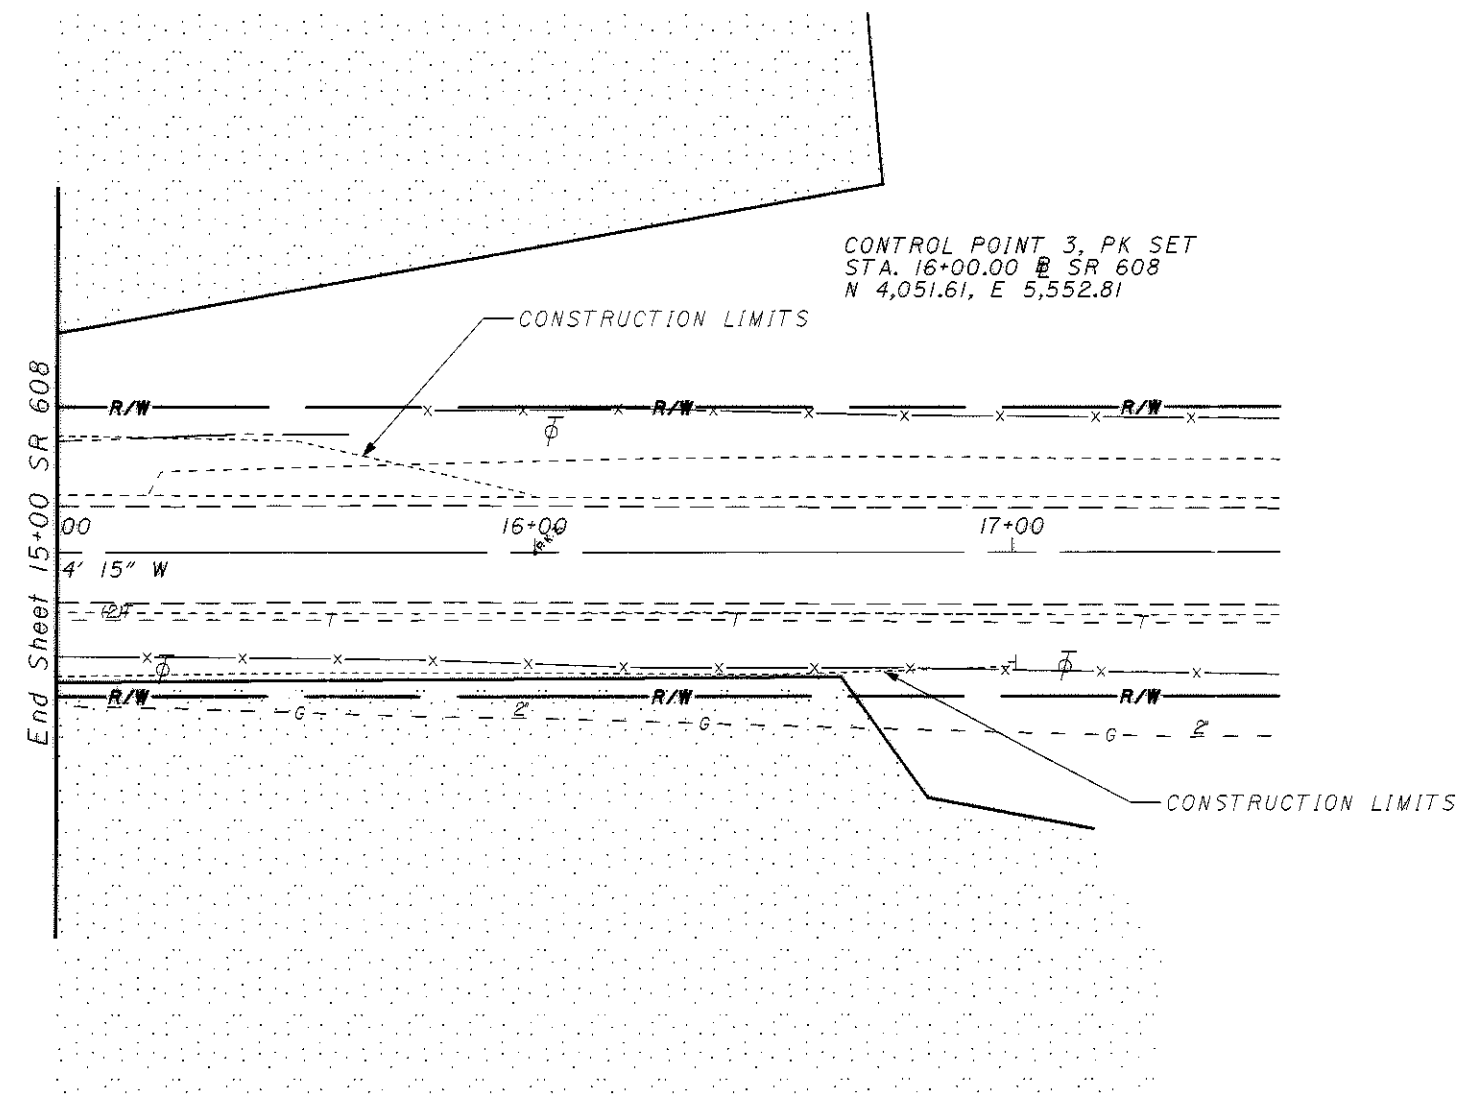 CONTROL POINT 3, PK SET
STA. 16+00.00 ⅊ SR 608
N 4,051.61, E 5,552.81
CONSTRUCTION LIMITS
End Sheet 15+00 SR 608
R/W R/W R/W
00 16+00 17+00
P.K.S.
4' 15" W
T T
R/W R/W R/W
G 2" G G 2"
CONSTRUCTION LIMITS